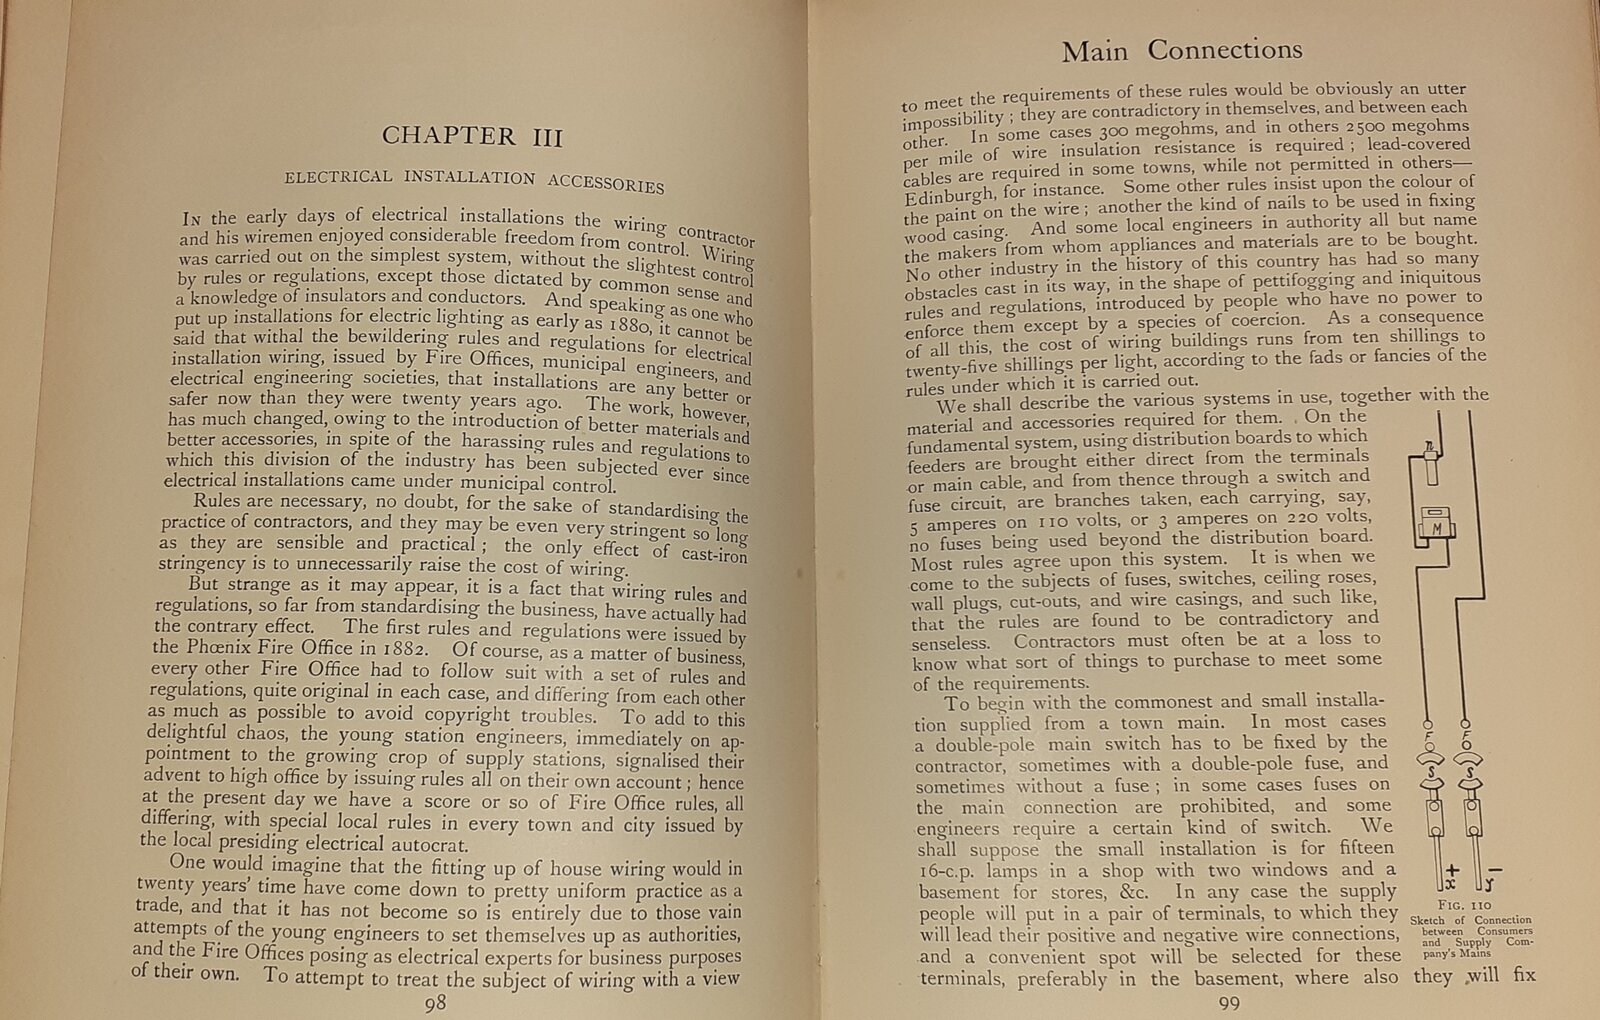 CHAPTER III
ELECTRICAL INSTALLATION ACCESSORIES
IN the early days of electrical installations the wiring contractor
and his wiremen enjoyed considerable freedom from control. Wiring
was carried out on the simplest system, without the slightest control
by rules or regulations, except those dictated by common sense and
a knowledge of insulators and conductors. And speaking as one who
put up installations for electric lighting as early as 1880, it cannot be
said that withal the bewildering rules and regulations for electrical
installation wiring, issued by Fire Offices, municipal engineers, and
electrical engineering societies, that installations are any better or
safer now than they were twenty years ago. The work, however,
has much changed, owing to the introduction of better materials and
better accessories, in spite of the harassing rules and regulations to
which this division of the industry has been subjected ever since
electrical installations came under municipal control.
Rules are necessary, no doubt, for the sake of standardising the
practice of contractors, and they may be even very stringent so long
as they are sensible and practical; the only effect of cast-iron
stringency is to unnecessarily raise the cost of wiring.
But strange as it may appear, it is a fact that wiring rules and
regulations, so far from standardising the business, have actually had
the contrary effect. The first rules and regulations were issued by
the Phœnix Fire Office in 1882. Of course, as a matter of business,
every other Fire Office had to follow suit with a set of rules and
regulations, quite original in each case, and differing from each other
as much as possible to avoid copyright troubles. To add to this
delightful chaos, the young station engineers, immediately on ap-
pointment to the growing crop of supply stations, signalised their
advent to high office by issuing rules all on their own account; hence
at the present day we have a score or so of Fire Office rules, all
differing, with special local rules in every town and city issued by
the local presiding electrical autocrat.
One would imagine that the fitting up of house wiring would in
twenty years' time have come down to pretty uniform practice as a
trade, and that it has not become so is entirely due to those vain
attempts of the young engineers to set themselves up as authorities,
and the Fire Offices posing as electrical experts for business purposes
of their own. To attempt to treat the subject of wiring with a view
98
Main Connections
to meet the requirements of these rules would be obviously an utter
impossibility; they are contradictory in themselves, and between each
other. In some cases 300 megohms, and in others 2500 megohms
per mile of wire insulation resistance is required; lead-covered
cables are required in some towns, while not permitted in others—
Edinburgh, for instance. Some other rules insist upon the colour of
the paint on the wire; another the kind of nails to be used in fixing
wood casing. And some local engineers in authority all but name
the makers from whom appliances and materials are to be bought.
No other industry in the history of this country has had so many
obstacles cast in its way, in the shape of pettifogging and iniquitous
rules and regulations, introduced by people who have no power to
enforce them except by a species of coercion. As a consequence
of all this, the cost of wiring buildings runs from ten shillings to
twenty-five shillings per light, according to the fads or fancies of the
rules under which it is carried out.
We shall describe the various systems in use, together with the
material and accessories required for them. On the
fundamental system, using distribution boards to which
feeders are brought either direct from the terminals
or main cable, and from thence through a switch and
fuse circuit, are branches taken, each carrying, say,
5 amperes on 110 volts, or 3 amperes on 220 volts,
no fuses being used beyond the distribution board.
Most rules agree upon this system. It is when we
come to the subjects of fuses, switches, ceiling roses,
wall plugs, cut-outs, and wire casings, and such like,
that the rules are found to be contradictory and
senseless. Contractors must often be at a loss to
know what sort of things to purchase to meet some
of the requirements.
To begin with the commonest and small installa-
tion supplied from a town main. In most cases
a double-pole main switch has to be fixed by the
contractor, sometimes with a double-pole fuse, and
sometimes without a fuse; in some cases fuses on
the main connection are prohibited, and some
engineers require a certain kind of switch. We
shall suppose the small installation is for fifteen
16-c.p. lamps in a shop with two windows and a
basement for stores, &c. In any case the supply
people will put in a pair of terminals, to which they
will lead their positive and negative wire connections,
and a convenient spot will be selected for these
terminals, preferably in the basement, where also they will fix
n
M
F F
S S
+ −
x y
FIG. 110
Sketch of Connection
between Consumers
and Supply Com-
pany's Mains
99